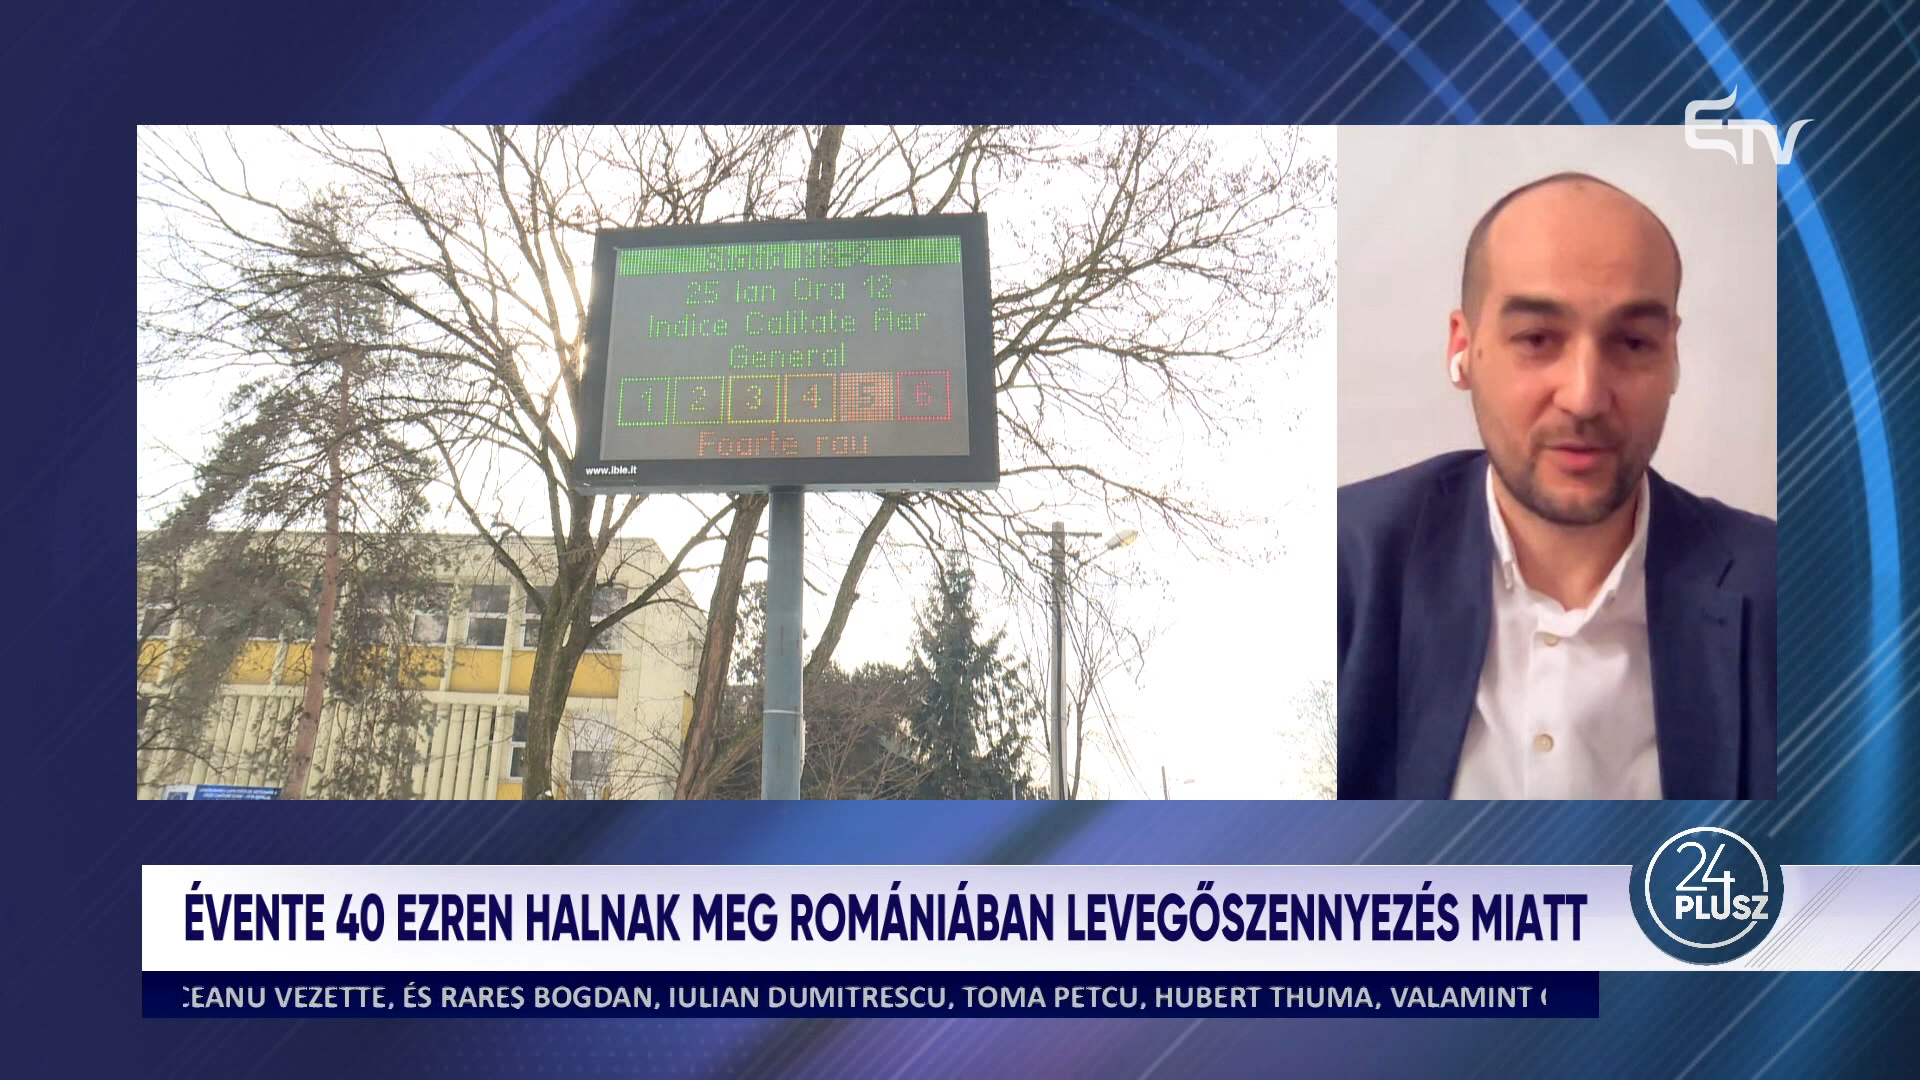 ETV
25 Ian Ora 12
Indice Calitate Aer
General
1 2 3 4 5 6
Foarte rau
www.ible.it
24
PLUSZ
ÉVENTE 40 EZREN HALNAK MEG ROMÁNIÁBAN LEVEGŐSZENNYEZÉS MIATT
CEANU VEZETTE, ÉS RAREȘ BOGDAN, IULIAN DUMITRESCU, TOMA PETCU, HUBERT THUMA, VALAMINT